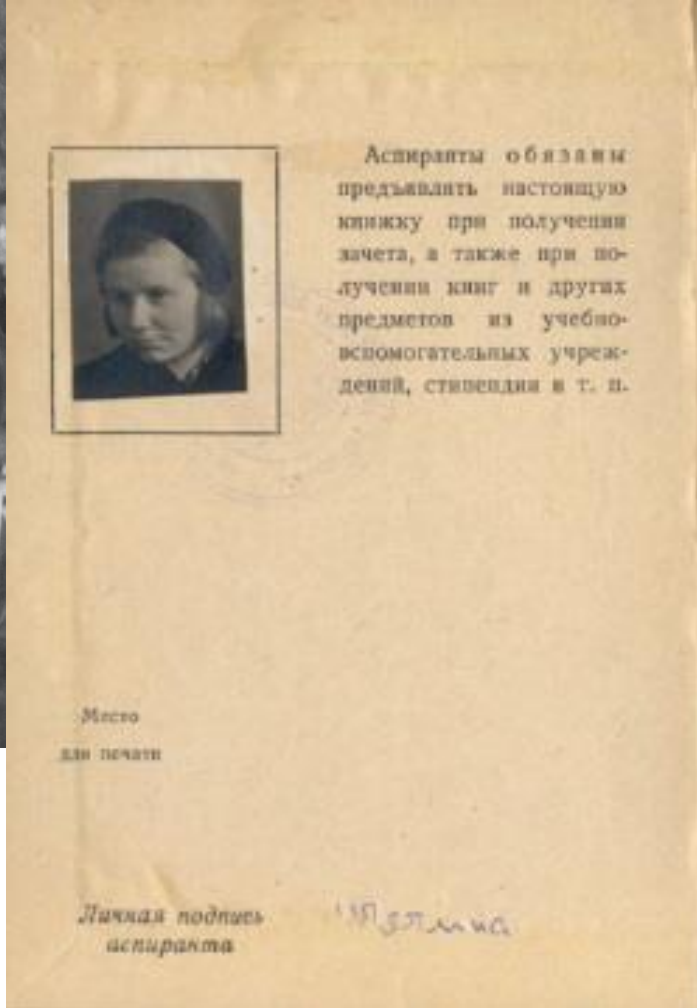 Аспиранты обязаны
предъявлять настоящую
книжку при получении
зачета, а также при по-
лучении книг и других
предметов из учебно-
вспомогательных учреж-
дений, стипендии и т. п.
Место
для печати
Личная подпись
аспиранта